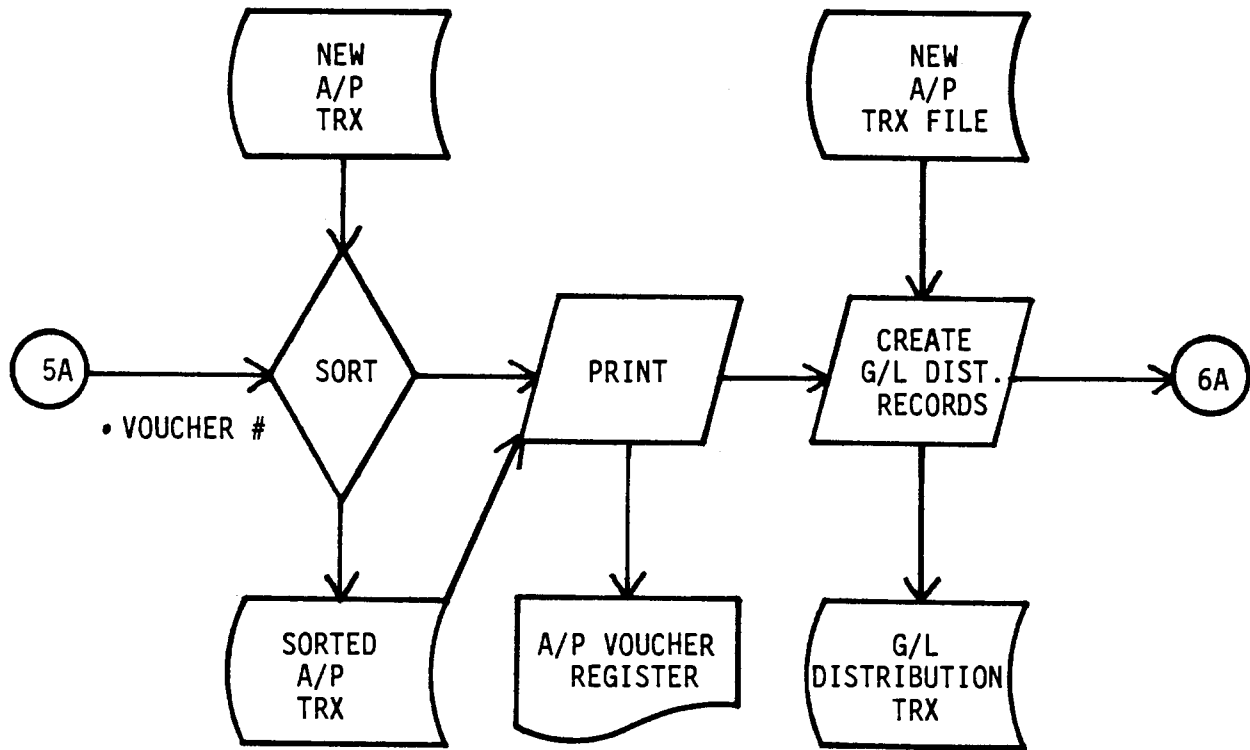 NEW
A/P
TRX
NEW
A/P
TRX FILE
5A
• VOUCHER #
SORT
PRINT
CREATE
G/L DIST.
RECORDS
6A
SORTED
A/P
TRX
A/P VOUCHER
REGISTER
G/L
DISTRIBUTION
TRX